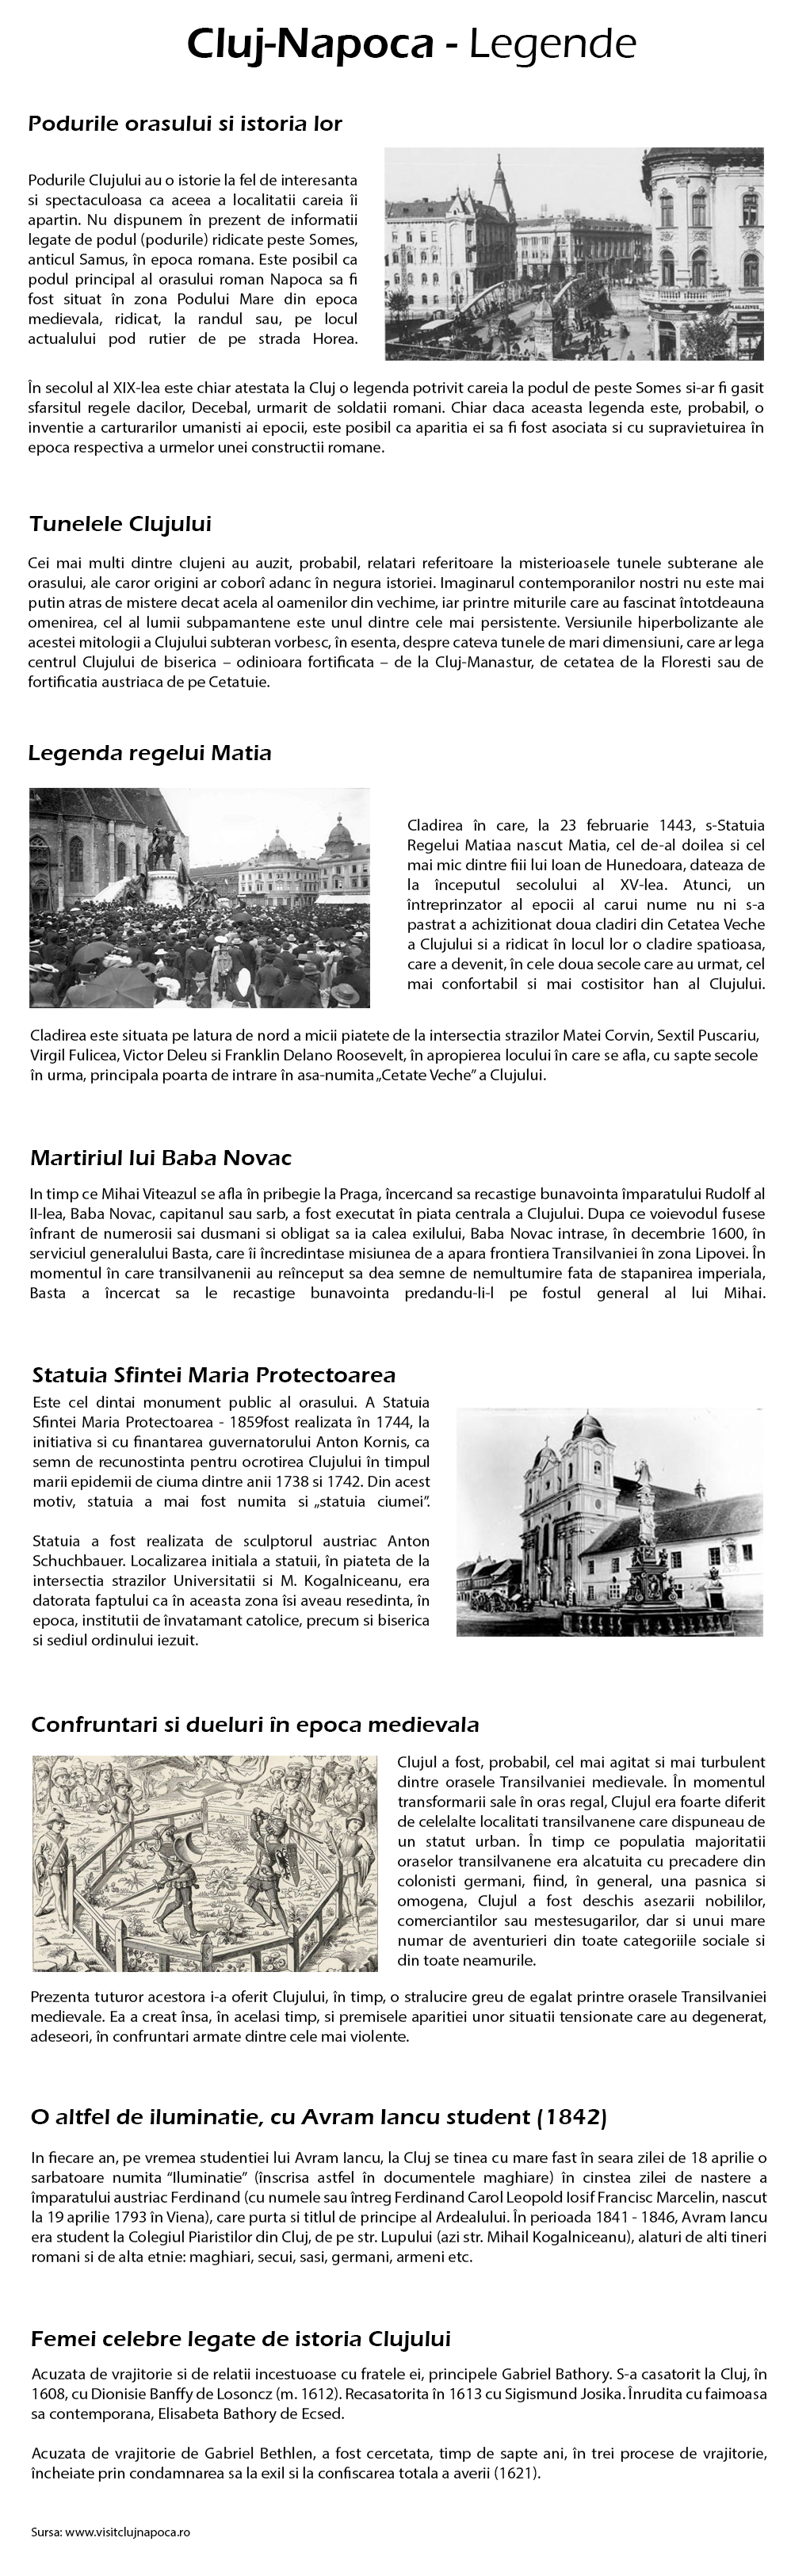 Cluj-Napoca - Legende
Podurile orasului si istoria lor
Podurile Clujului au o istorie la fel de interesanta
si spectaculoasa ca aceea a localitatii careia îi
apartin. Nu dispunem în prezent de informatii
legate de podul (podurile) ridicate peste Somes,
anticul Samus, în epoca romana. Este posibil ca
podul principal al orasului roman Napoca sa fi
fost situat în zona Podului Mare din epoca
medievala, ridicat, la randul sau, pe locul
actualului pod rutier de pe strada Horea.
În secolul al XIX-lea este chiar atestata la Cluj o legenda potrivit careia la podul de peste Somes si-ar fi gasit
sfarsitul regele dacilor, Decebal, urmarit de soldatii romani. Chiar daca aceasta legenda este, probabil, o
inventie a carturarilor umanisti ai epocii, este posibil ca aparitia ei sa fi fost asociata si cu supravietuirea în
epoca respectiva a urmelor unei constructii romane.
Tunelele Clujului
Cei mai multi dintre clujeni au auzit, probabil, relatari referitoare la misterioasele tunele subterane ale
orasului, ale caror origini ar coborî adanc în negura istoriei. Imaginarul contemporanilor nostri nu este mai
putin atras de mistere decat acela al oamenilor din vechime, iar printre miturile care au fascinat întotdeauna
omenirea, cel al lumii subpamantene este unul dintre cele mai persistente. Versiunile hiperbolizante ale
acestei mitologii a Clujului subteran vorbesc, în esenta, despre cateva tunele de mari dimensiuni, care ar lega
centrul Clujului de biserica – odinioara fortificata – de la Cluj-Manastur, de cetatea de la Floresti sau de
fortificatia austriaca de pe Cetatuie.
Legenda regelui Matia
Cladirea în care, la 23 februarie 1443, s-Statuia
Regelui Matiaa nascut Matia, cel de-al doilea si cel
mai mic dintre fiii lui Ioan de Hunedoara, dateaza de
la începutul secolului al XV-lea. Atunci, un
întreprinzator al epocii al carui nume nu ni s-a
pastrat a achizitionat doua cladiri din Cetatea Veche
a Clujului si a ridicat în locul lor o cladire spatioasa,
care a devenit, în cele doua secole care au urmat, cel
mai confortabil si mai costisitor han al Clujului.
Cladirea este situata pe latura de nord a micii piatete de la intersectia strazilor Matei Corvin, Sextil Puscariu,
Virgil Fulicea, Victor Deleu si Franklin Delano Roosevelt, în apropierea locului în care se afla, cu sapte secole
în urma, principala poarta de intrare în asa-numita „Cetate Veche” a Clujului.
Martiriul lui Baba Novac
In timp ce Mihai Viteazul se afla în pribegie la Praga, încercand sa recastige bunavointa împaratului Rudolf al
II-lea, Baba Novac, capitanul sau sarb, a fost executat în piata centrala a Clujului. Dupa ce voievodul fusese
înfrant de numerosii sai dusmani si obligat sa ia calea exilului, Baba Novac intrase, în decembrie 1600, în
serviciul generalului Basta, care îi încredintase misiunea de a apara frontiera Transilvaniei în zona Lipovei. În
momentul în care transilvanenii au reînceput sa dea semne de nemultumire fata de stapanirea imperiala,
Basta a încercat sa le recastige bunavointa predandu-li-l pe fostul general al lui Mihai.
Statuia Sfintei Maria Protectoarea
Este cel dintai monument public al orasului. A Statuia
Sfintei Maria Protectoarea - 1859fost realizata în 1744, la
initiativa si cu finantarea guvernatorului Anton Kornis, ca
semn de recunostinta pentru ocrotirea Clujului în timpul
marii epidemii de ciuma dintre anii 1738 si 1742. Din acest
motiv, statuia a mai fost numita si „statuia ciumei”.
Statuia a fost realizata de sculptorul austriac Anton
Schuchbauer. Localizarea initiala a statuii, în piateta de la
intersectia strazilor Universitatii si M. Kogalniceanu, era
datorata faptului ca în aceasta zona îsi aveau resedinta, în
epoca, institutii de învatamant catolice, precum si biserica
si sediul ordinului iezuit.
Confruntari si dueluri în epoca medievala
Clujul a fost, probabil, cel mai agitat si mai turbulent
dintre orasele Transilvaniei medievale. În momentul
transformarii sale în oras regal, Clujul era foarte diferit
de celelalte localitati transilvanene care dispuneau de
un statut urban. În timp ce populatia majoritatii
oraselor transilvanene era alcatuita cu precadere din
colonisti germani, fiind, în general, una pasnica si
omogena, Clujul a fost deschis asezarii nobililor,
comerciantilor sau mestesugarilor, dar si unui mare
numar de aventurieri din toate categoriile sociale si
din toate neamurile.
Prezenta tuturor acestora i-a oferit Clujului, în timp, o stralucire greu de egalat printre orasele Transilvaniei
medievale. Ea a creat însa, în acelasi timp, si premisele aparitiei unor situatii tensionate care au degenerat,
adeseori, în confruntari armate dintre cele mai violente.
O altfel de iluminatie, cu Avram Iancu student (1842)
In fiecare an, pe vremea studentiei lui Avram Iancu, la Cluj se tinea cu mare fast în seara zilei de 18 aprilie o
sarbatoare numita “Iluminatie” (înscrisa astfel în documentele maghiare) în cinstea zilei de nastere a
împaratului austriac Ferdinand (cu numele sau întreg Ferdinand Carol Leopold Iosif Francisc Marcelin, nascut
la 19 aprilie 1793 în Viena), care purta si titlul de principe al Ardealului. În perioada 1841 - 1846, Avram Iancu
era student la Colegiul Piaristilor din Cluj, de pe str. Lupului (azi str. Mihail Kogalniceanu), alaturi de alti tineri
romani si de alta etnie: maghiari, secui, sasi, germani, armeni etc.
Femei celebre legate de istoria Clujului
Acuzata de vrajitorie si de relatii incestuoase cu fratele ei, principele Gabriel Bathory. S-a casatorit la Cluj, în
1608, cu Dionisie Banffy de Losoncz (m. 1612). Recasatorita în 1613 cu Sigismund Josika. Înrudita cu faimoasa
sa contemporana, Elisabeta Bathory de Ecsed.
Acuzata de vrajitorie de Gabriel Bethlen, a fost cercetata, timp de sapte ani, în trei procese de vrajitorie,
încheiate prin condamnarea sa la exil si la confiscarea totala a averii (1621).
Sursa: www.visitclujnapoca.ro